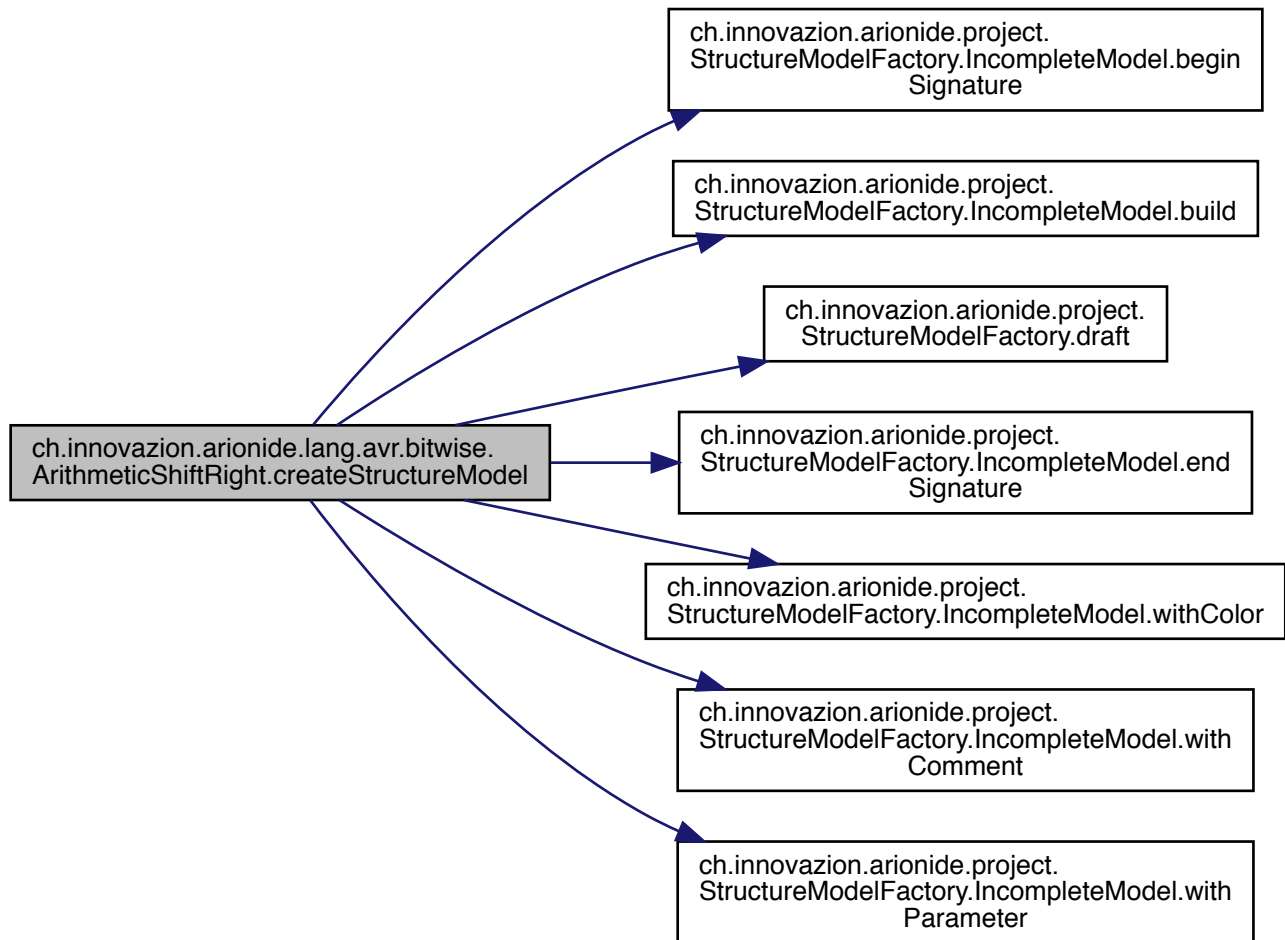 ch.innovazion.arionide.project.
StructureModelFactory.IncompleteModel.begin
Signature
ch.innovazion.arionide.project.
StructureModelFactory.IncompleteModel.build
ch.innovazion.arionide.project.
StructureModelFactory.draft
ch.innovazion.arionide.lang.avr.bitwise.
ArithmeticShiftRight.createStructureModel
ch.innovazion.arionide.project.
StructureModelFactory.IncompleteModel.end
Signature
ch.innovazion.arionide.project.
StructureModelFactory.IncompleteModel.withColor
ch.innovazion.arionide.project.
StructureModelFactory.IncompleteModel.with
Comment
ch.innovazion.arionide.project.
StructureModelFactory.IncompleteModel.with
Parameter